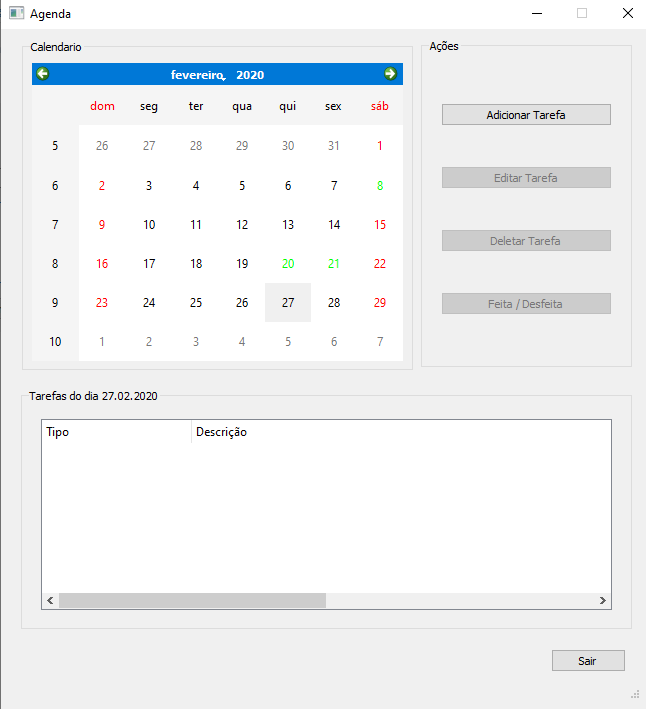 Agenda
Calendario
fevereiro, 2020
dom seg ter qua qui sex sáb
5 26 27 28 29 30 31 1
6 2 3 4 5 6 7 8
7 9 10 11 12 13 14 15
8 16 17 18 19 20 21 22
9 23 24 25 26 27 28 29
10 1 2 3 4 5 6 7
Ações
Adicionar Tarefa
Editar Tarefa
Deletar Tarefa
Feita / Desfeita
Tarefas do dia 27.02.2020
Tipo Descrição
Sair